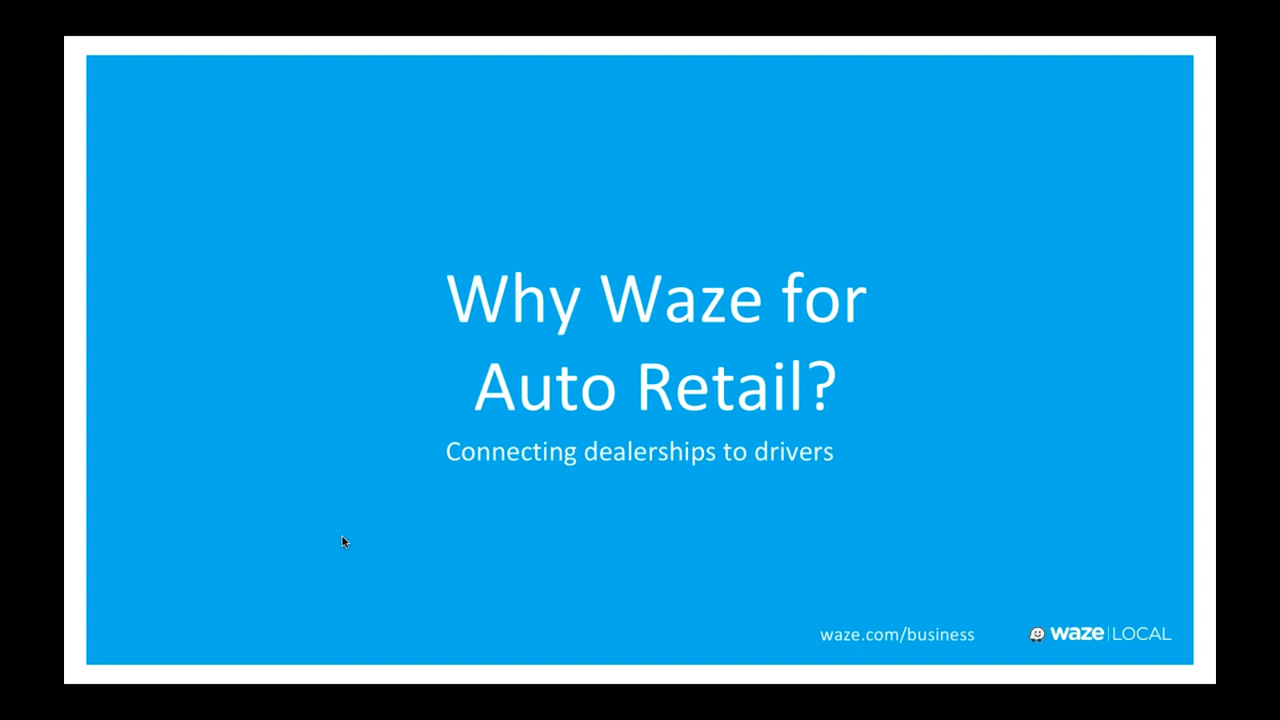 Why Waze for
Auto Retail?
Connecting dealerships to drivers
waze.com/business
waze|LOCAL